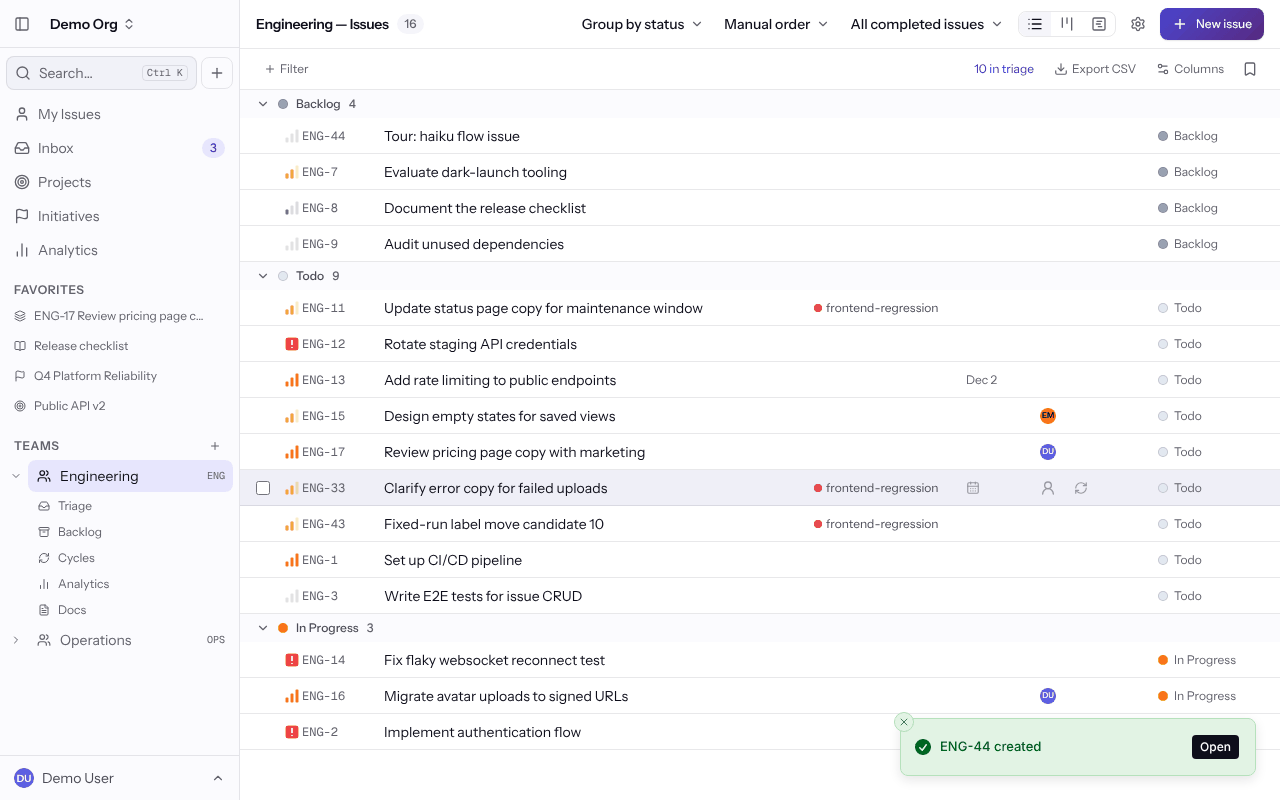 Demo Org
Engineering — Issues 16
Group by status
Manual order
All completed issues
New issue
Search...
Ctrl K
Filter
10 in triage
Export CSV
Columns
My Issues
Inbox 3
Projects
Initiatives
Analytics
FAVORITES
ENG-17 Review pricing page c...
Release checklist
Q4 Platform Reliability
Public API v2
TEAMS
Engineering ENG
Triage
Backlog
Cycles
Analytics
Docs
Operations OPS
DU Demo User
Backlog 4
ENG-44 Tour: haiku flow issue Backlog
ENG-7 Evaluate dark-launch tooling Backlog
ENG-8 Document the release checklist Backlog
ENG-9 Audit unused dependencies Backlog
Todo 9
ENG-11 Update status page copy for maintenance window frontend-regression Todo
ENG-12 Rotate staging API credentials Todo
ENG-13 Add rate limiting to public endpoints Dec 2 Todo
ENG-15 Design empty states for saved views EM Todo
ENG-17 Review pricing page copy with marketing DU Todo
ENG-33 Clarify error copy for failed uploads frontend-regression Todo
ENG-43 Fixed-run label move candidate 10 frontend-regression Todo
ENG-1 Set up CI/CD pipeline Todo
ENG-3 Write E2E tests for issue CRUD Todo
In Progress 3
ENG-14 Fix flaky websocket reconnect test In Progress
ENG-16 Migrate avatar uploads to signed URLs DU In Progress
ENG-2 Implement authentication flow
ENG-44 created
Open